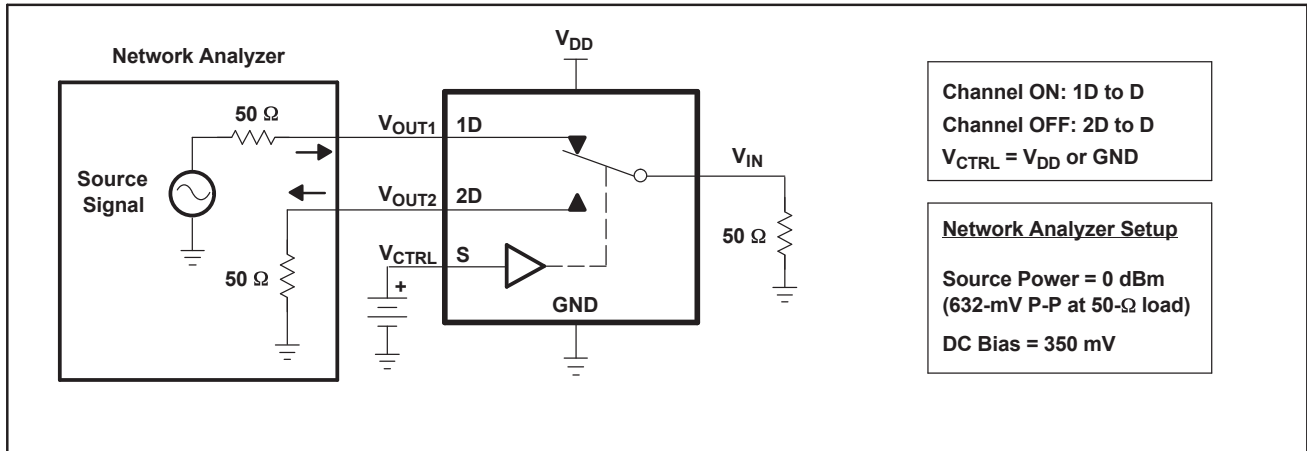 Network Analyzer
V_DD
50 Ω
V_OUT1 1D
Source
Signal
V_IN
V_OUT2 2D
50 Ω
50 Ω
V_CTRL S
+
GND
Channel ON: 1D to D
Channel OFF: 2D to D
V_CTRL = V_DD or GND
Network Analyzer Setup
Source Power = 0 dBm
(632-mV P-P at 50-Ω load)
DC Bias = 350 mV